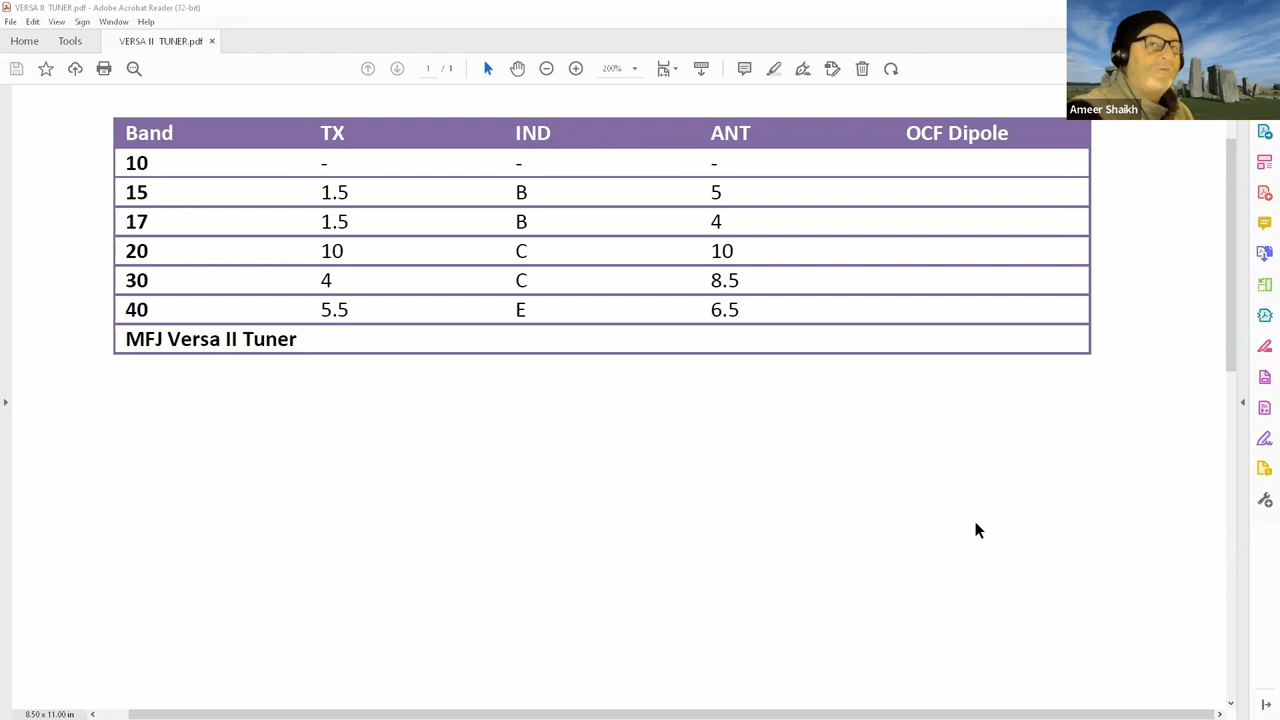 VERSA II TUNER.pdf - Adobe Acrobat Reader (32-bit)
File Edit View Sign Window Help
Home Tools VERSA II TUNER.pdf ×
1 / 1 200%
Ameer Shaikh
Band TX IND ANT OCF Dipole
10 - - -
15 1.5 B 5
17 1.5 B 4
20 10 C 10
30 4 C 8.5
40 5.5 E 6.5
MFJ Versa II Tuner
8.50 x 11.00 in